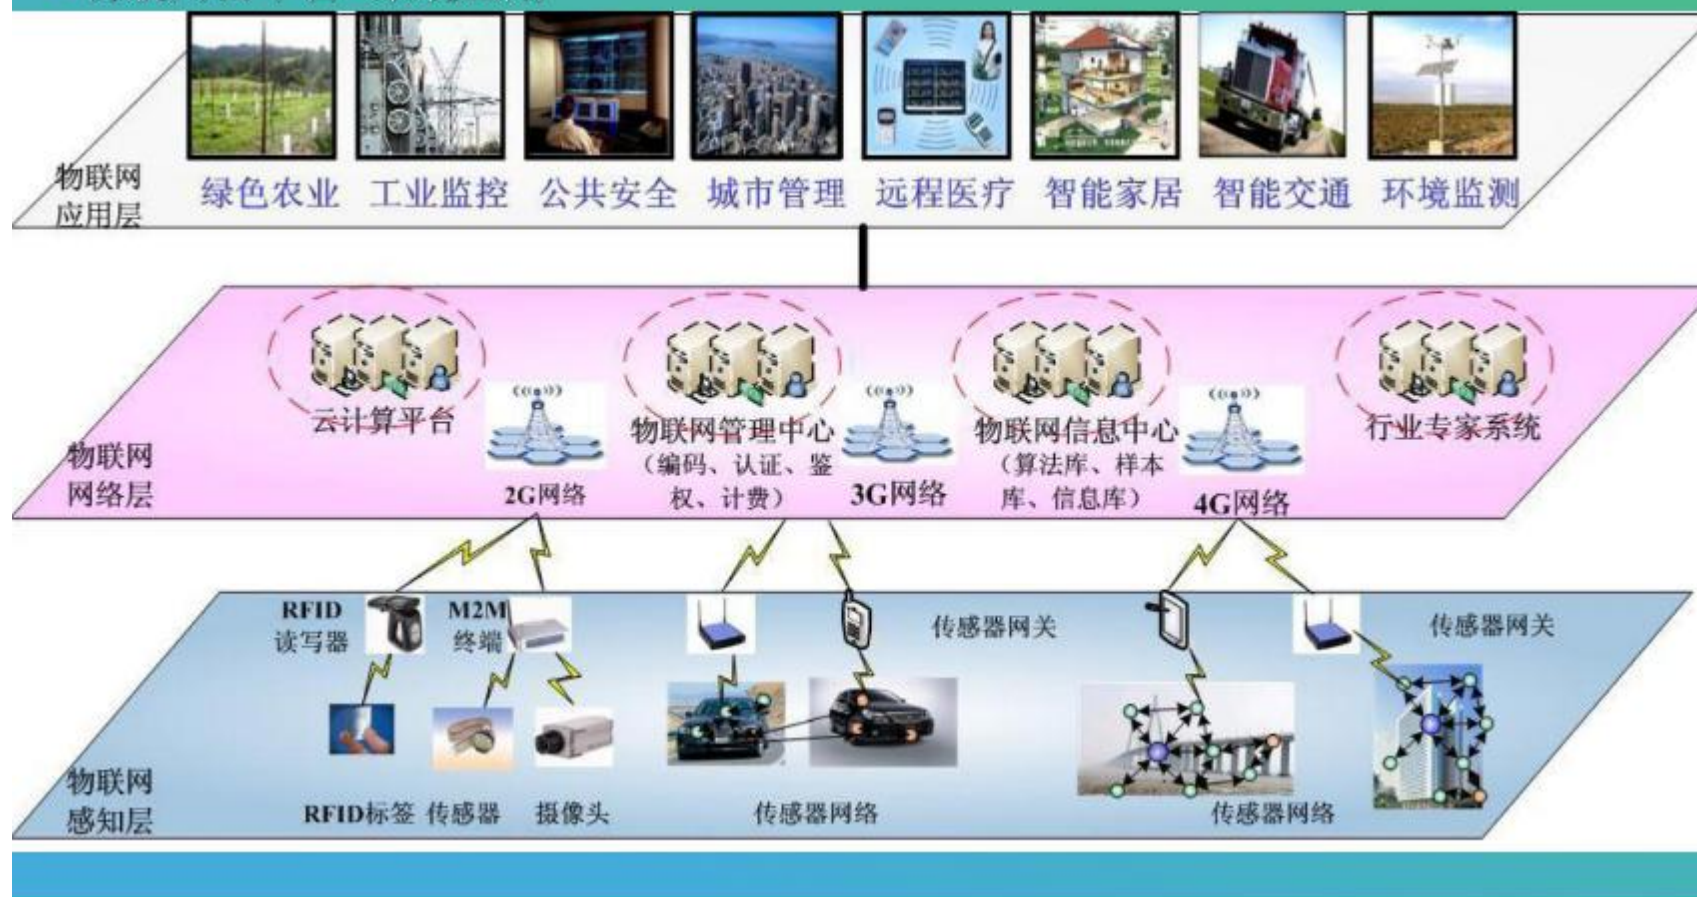 绿色农业 工业监控 公共安全 城市管理 远程医疗 智能家居 智能交通 环境监测
物联网
应用层
云计算平台
物联网管理中心
(编码、认证、鉴
权、计费)
物联网信息中心
(算法库、样本
库、信息库)
行业专家系统
2G网络
3G网络
4G网络
物联网
网络层
RFID
读写器
M2M
终端
传感器网关
传感器网关
RFID标签 传感器 摄像头 传感器网络 传感器网络
物联网
感知层